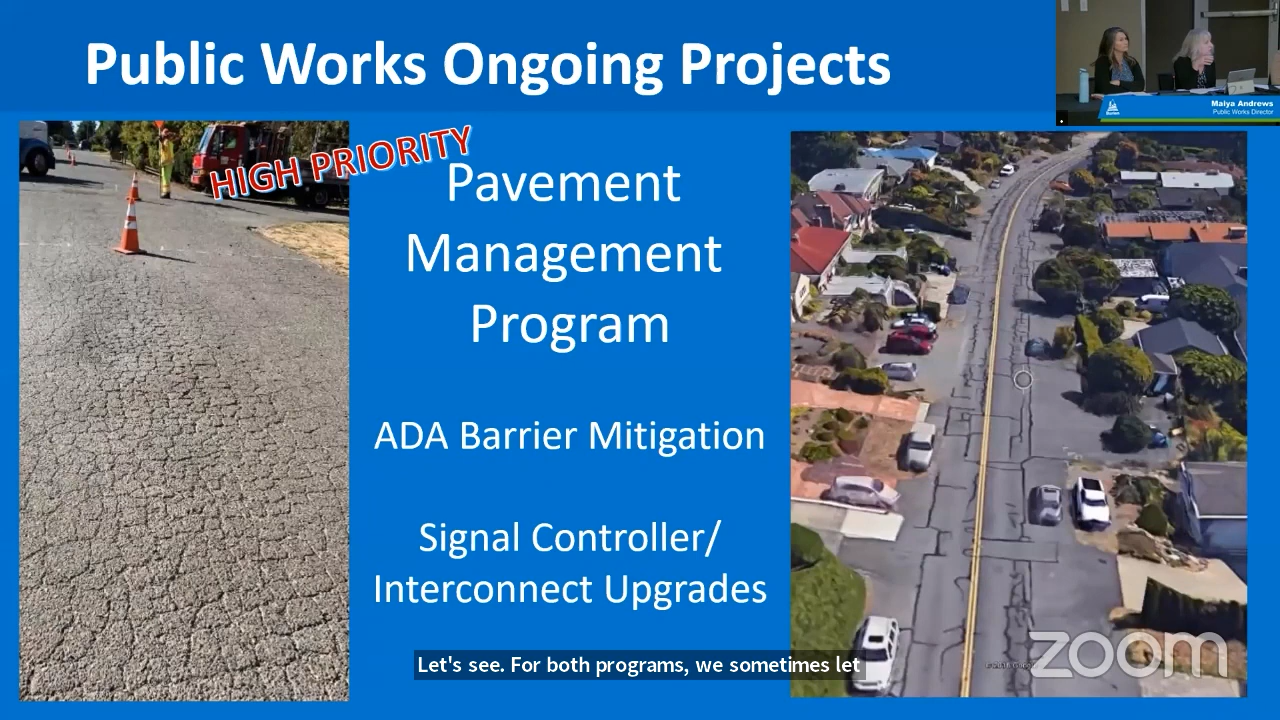 Public Works Ongoing Projects
Maiya Andrews
Public Works Director
HIGH PRIORITY
Pavement
Management
Program
ADA Barrier Mitigation
Signal Controller/
Interconnect Upgrades
zoom
Let's see. For both programs, we sometimes let